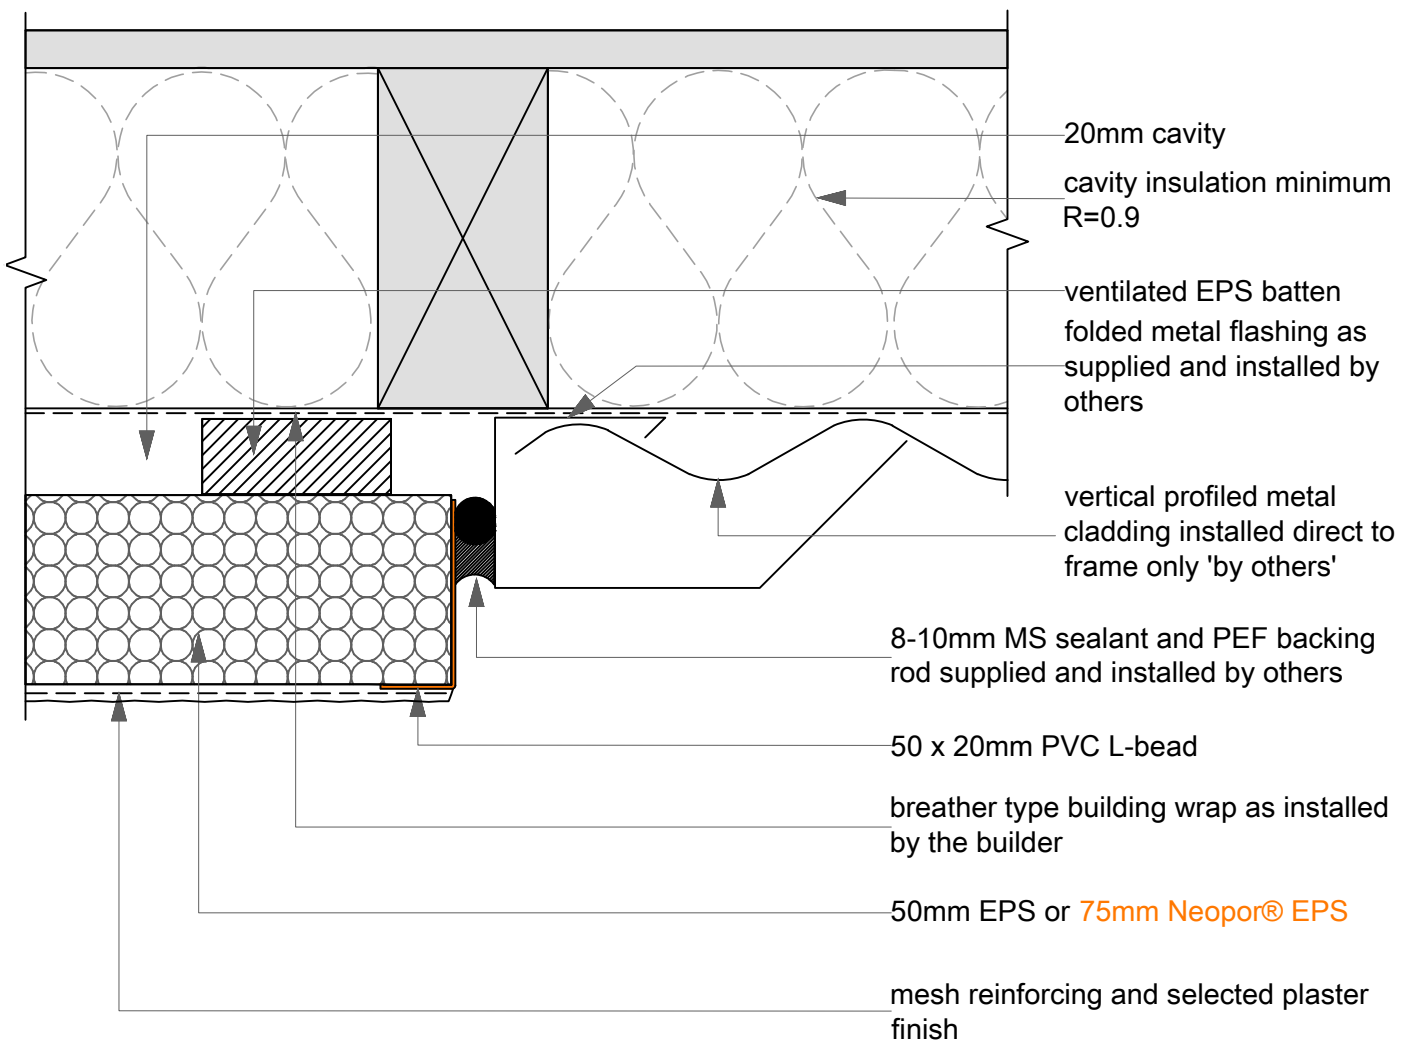 20mm cavity
cavity insulation minimum
R=0.9
ventilated EPS batten
folded metal flashing as
supplied and installed by
others
vertical profiled metal
cladding installed direct to
frame only 'by others'
8-10mm MS sealant and PEF backing
rod supplied and installed by others
50 x 20mm PVC L-bead
breather type building wrap as installed
by the builder
50mm EPS or 75mm Neopor® EPS
mesh reinforcing and selected plaster
finish